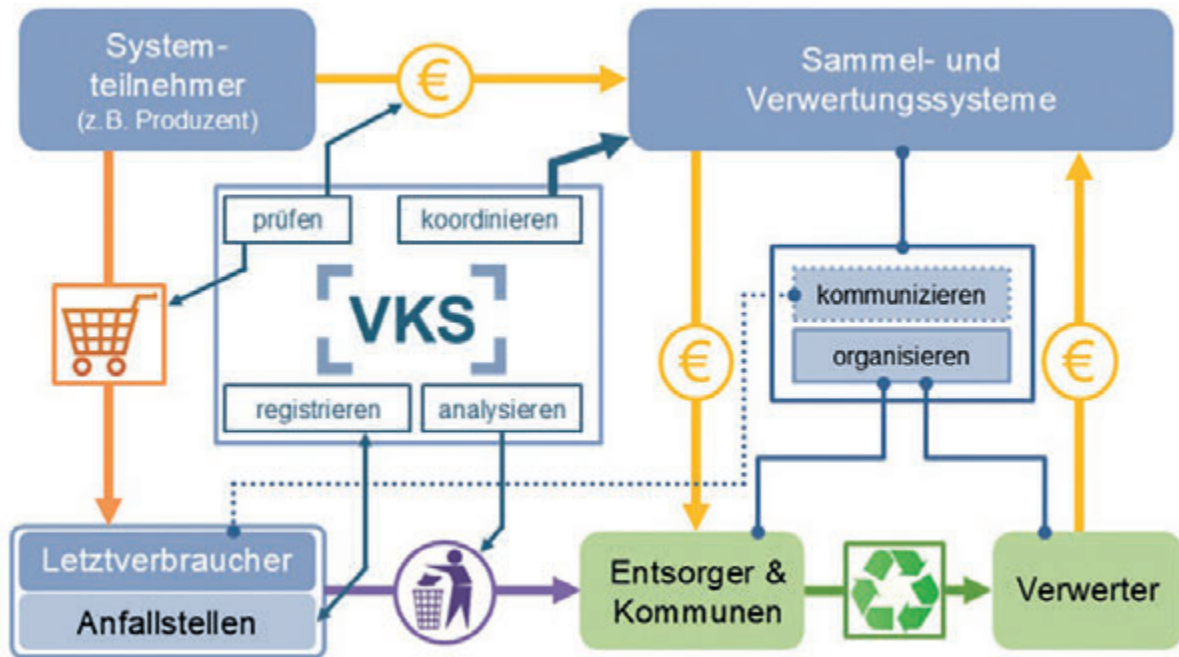 System-
teilnehmer
(z.B. Produzent)
€
Sammel- und
Verwertungssysteme
prüfen
koordinieren
VKS
registrieren
analysieren
kommunizieren
organisieren
€
€
Letztverbraucher
Anfallstellen
Entsorger &
Kommunen
Verwerter